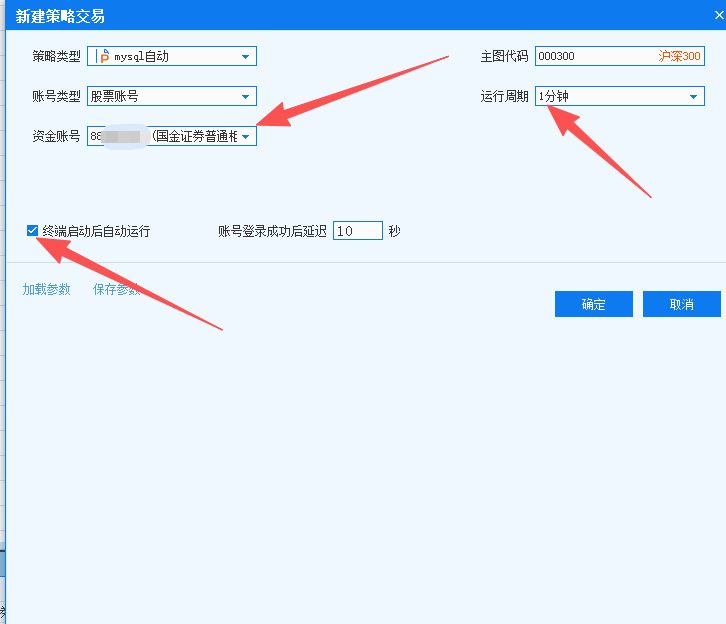 新建策略交易
策略类型 mysql自动 主图代码 000300 沪深300
账号类型 股票账号 运行周期 1分钟
资金账号 88 (国金证券普通柜
终端启动后自动运行 账号登录成功后延迟 10 秒
加载参数 保存参数
确定 取消